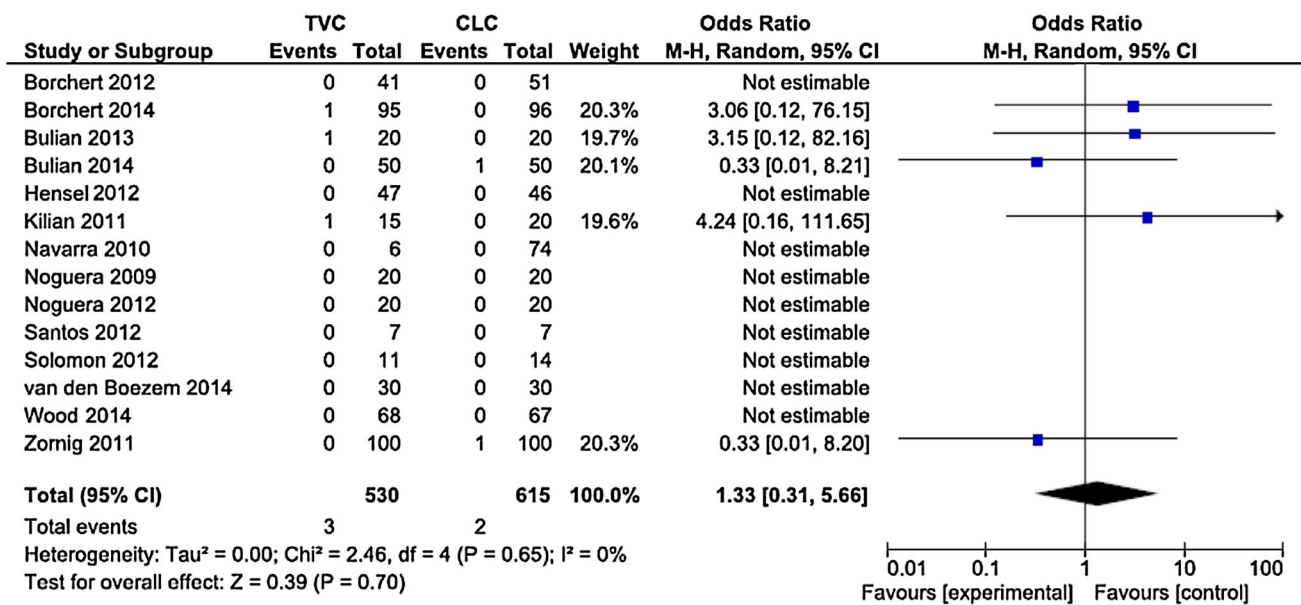 TVC CLC Odds Ratio Odds Ratio
Study or Subgroup Events Total Events Total Weight M-H, Random, 95% CI M-H, Random, 95% CI
Borchert 2012 0 41 0 51 Not estimable
Borchert 2014 1 95 0 96 20.3% 3.06 [0.12, 76.15]
Bulian 2013 1 20 0 20 19.7% 3.15 [0.12, 82.16]
Bulian 2014 0 50 1 50 20.1% 0.33 [0.01, 8.21]
Hensel 2012 0 47 0 46 Not estimable
Kilian 2011 1 15 0 20 19.6% 4.24 [0.16, 111.65]
Navarra 2010 0 6 0 74 Not estimable
Noguera 2009 0 20 0 20 Not estimable
Noguera 2012 0 20 0 20 Not estimable
Santos 2012 0 7 0 7 Not estimable
Solomon 2012 0 11 0 14 Not estimable
van den Boezem 2014 0 30 0 30 Not estimable
Wood 2014 0 68 0 67 Not estimable
Zornig 2011 0 100 1 100 20.3% 0.33 [0.01, 8.20]
Total (95% CI) 530 615 100.0% 1.33 [0.31, 5.66]
Total events 3 2
Heterogeneity: Tau² = 0.00; Chi² = 2.46, df = 4 (P = 0.65); I² = 0%
Test for overall effect: Z = 0.39 (P = 0.70)
0.01 0.1 1 10 100
Favours [experimental] Favours [control]